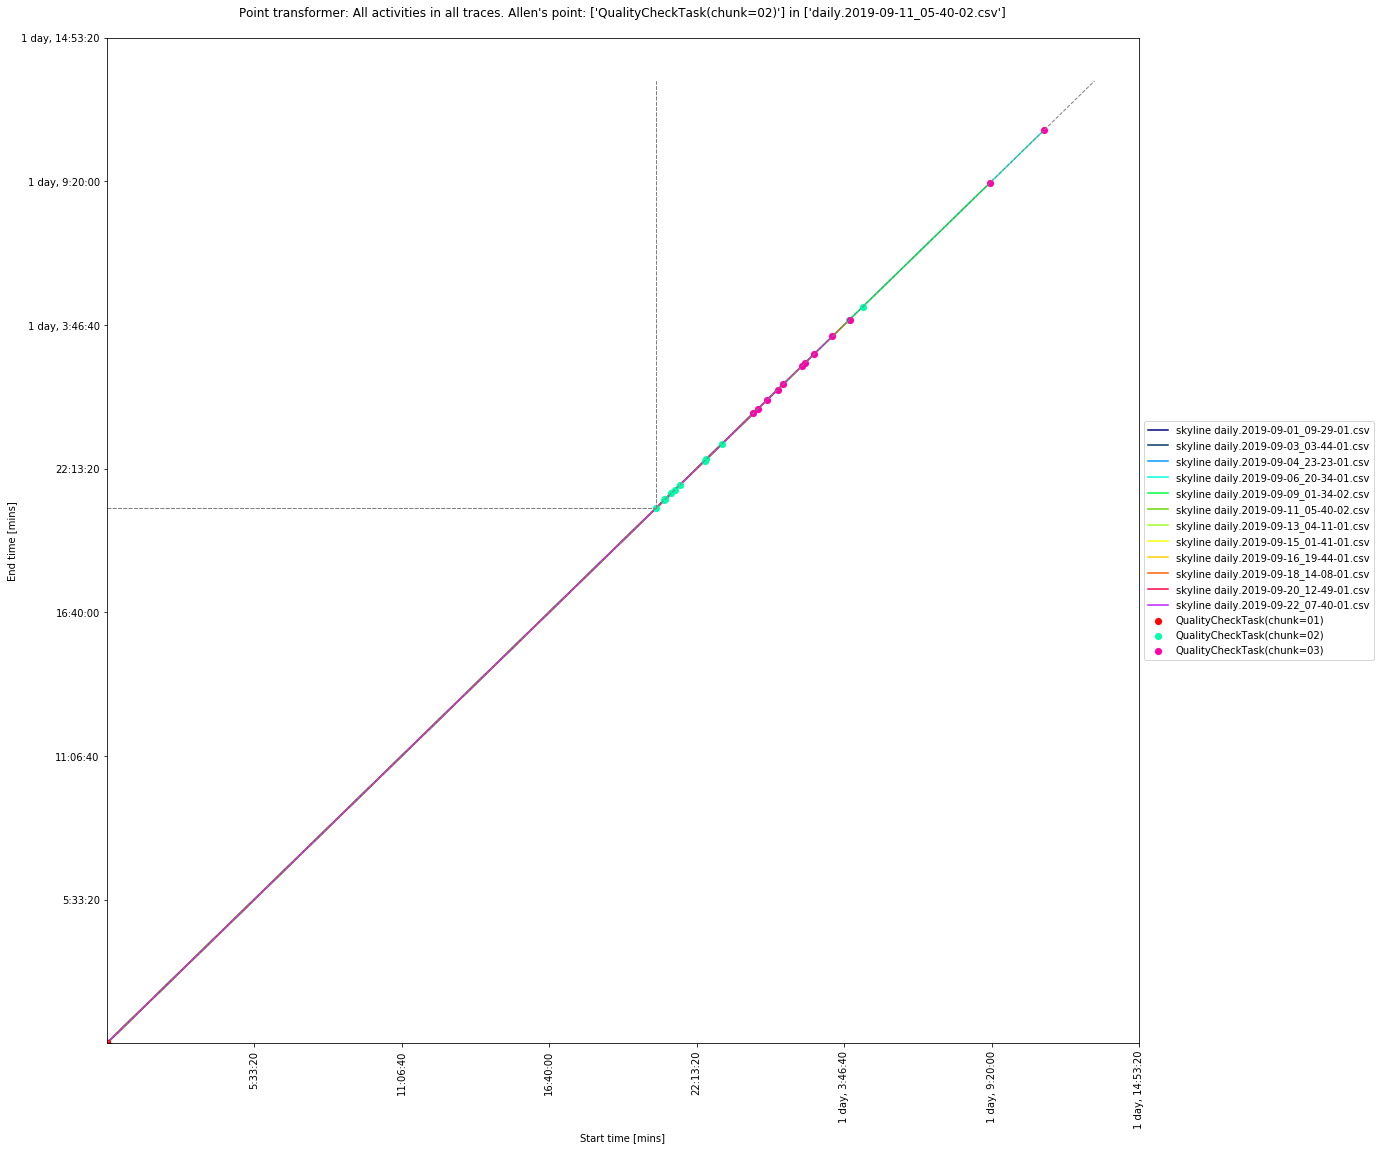 Point transformer: All activities in all traces. Allen's point: ['QualityCheckTask(chunk=02)'] in ['daily.2019-09-11_05-40-02.csv']
1 day, 14:53:20
1 day, 9:20:00
1 day, 3:46:40
22:13:20
16:40:00
11:06:40
5:33:20
End time [mins]
skyline daily.2019-09-01_09-29-01.csv
skyline daily.2019-09-03_03-44-01.csv
skyline daily.2019-09-04_23-23-01.csv
skyline daily.2019-09-06_20-34-01.csv
skyline daily.2019-09-09_01-34-02.csv
skyline daily.2019-09-11_05-40-02.csv
skyline daily.2019-09-13_04-11-01.csv
skyline daily.2019-09-15_01-41-01.csv
skyline daily.2019-09-16_19-44-01.csv
skyline daily.2019-09-18_14-08-01.csv
skyline daily.2019-09-20_12-49-01.csv
skyline daily.2019-09-22_07-40-01.csv
QualityCheckTask(chunk=01)
QualityCheckTask(chunk=02)
QualityCheckTask(chunk=03)
5:33:20
11:06:40
16:40:00
22:13:20
1 day, 3:46:40
1 day, 9:20:00
1 day, 14:53:20
Start time [mins]